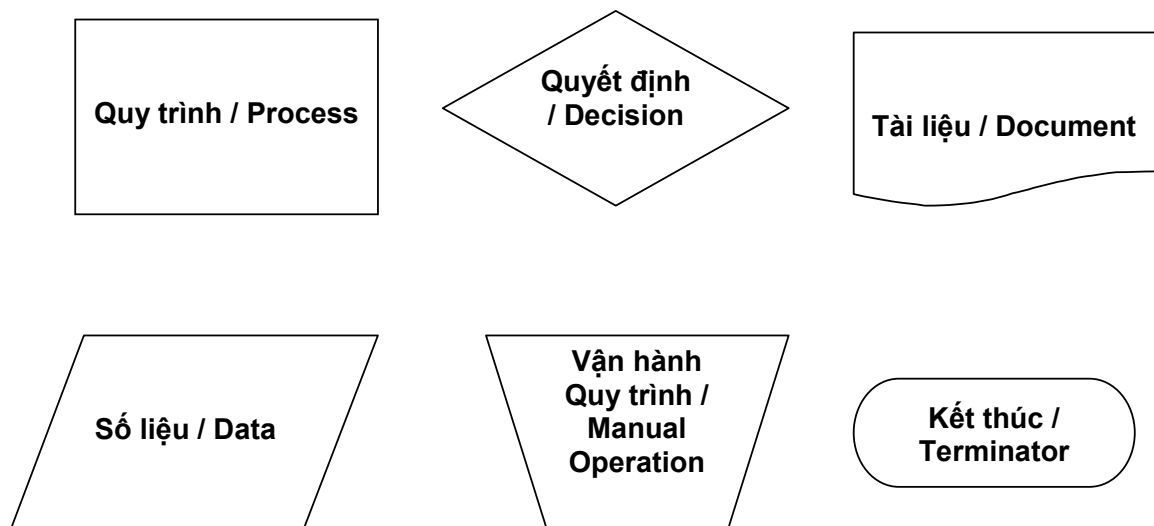 Quy trình / Process
Quyết định
/ Decision
Tài liệu / Document
Số liệu / Data
Vận hành
Quy trình /
Manual
Operation
Kết thúc /
Terminator